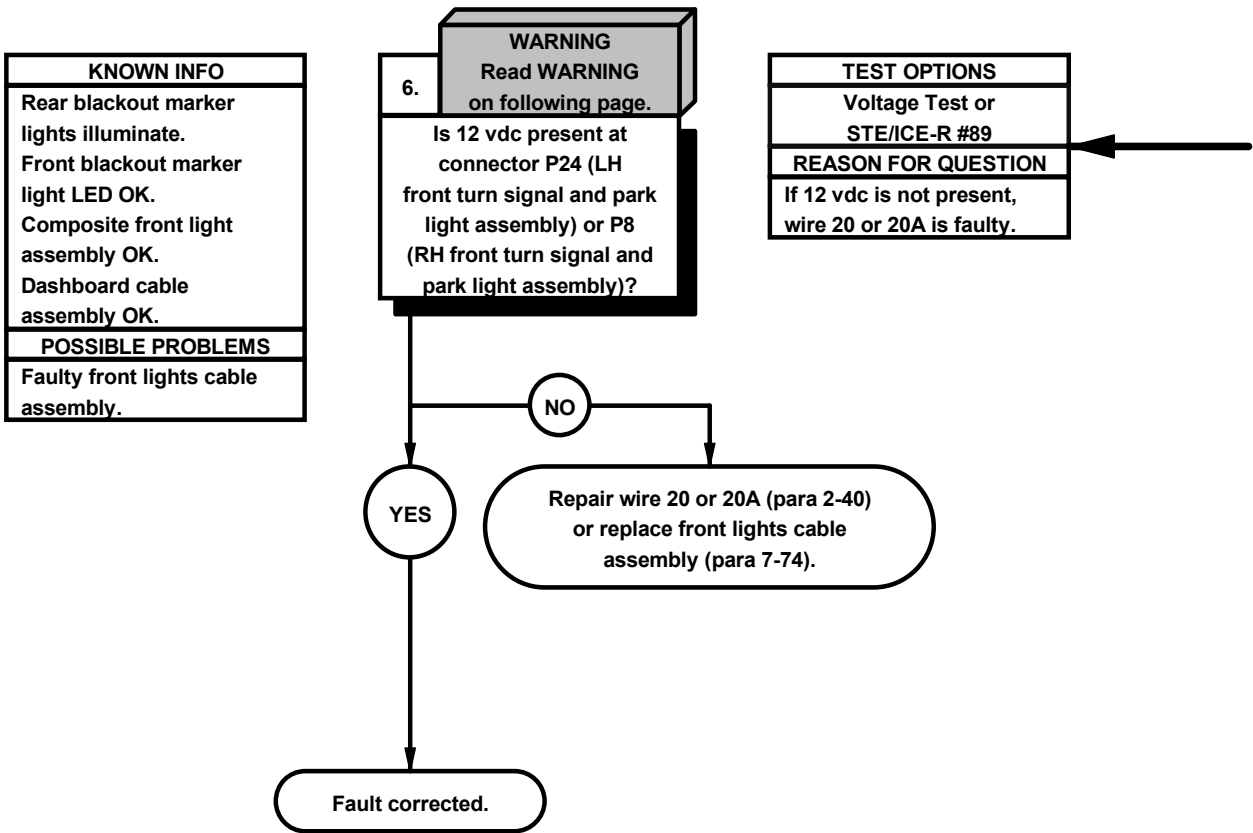 KNOWN INFO
Rear blackout marker
lights illuminate.
Front blackout marker
light LED OK.
Composite front light
assembly OK.
Dashboard cable
assembly OK.
POSSIBLE PROBLEMS
Faulty front lights cable
assembly.
6.
WARNING
Read WARNING
on following page.
Is 12 vdc present at
connector P24 (LH
front turn signal and park
light assembly) or P8
(RH front turn signal and
park light assembly)?
TEST OPTIONS
Voltage Test or
STE/ICE-R #89
REASON FOR QUESTION
If 12 vdc is not present,
wire 20 or 20A is faulty.
NO
YES
Repair wire 20 or 20A (para 2-40)
or replace front lights cable
assembly (para 7-74).
Fault corrected.